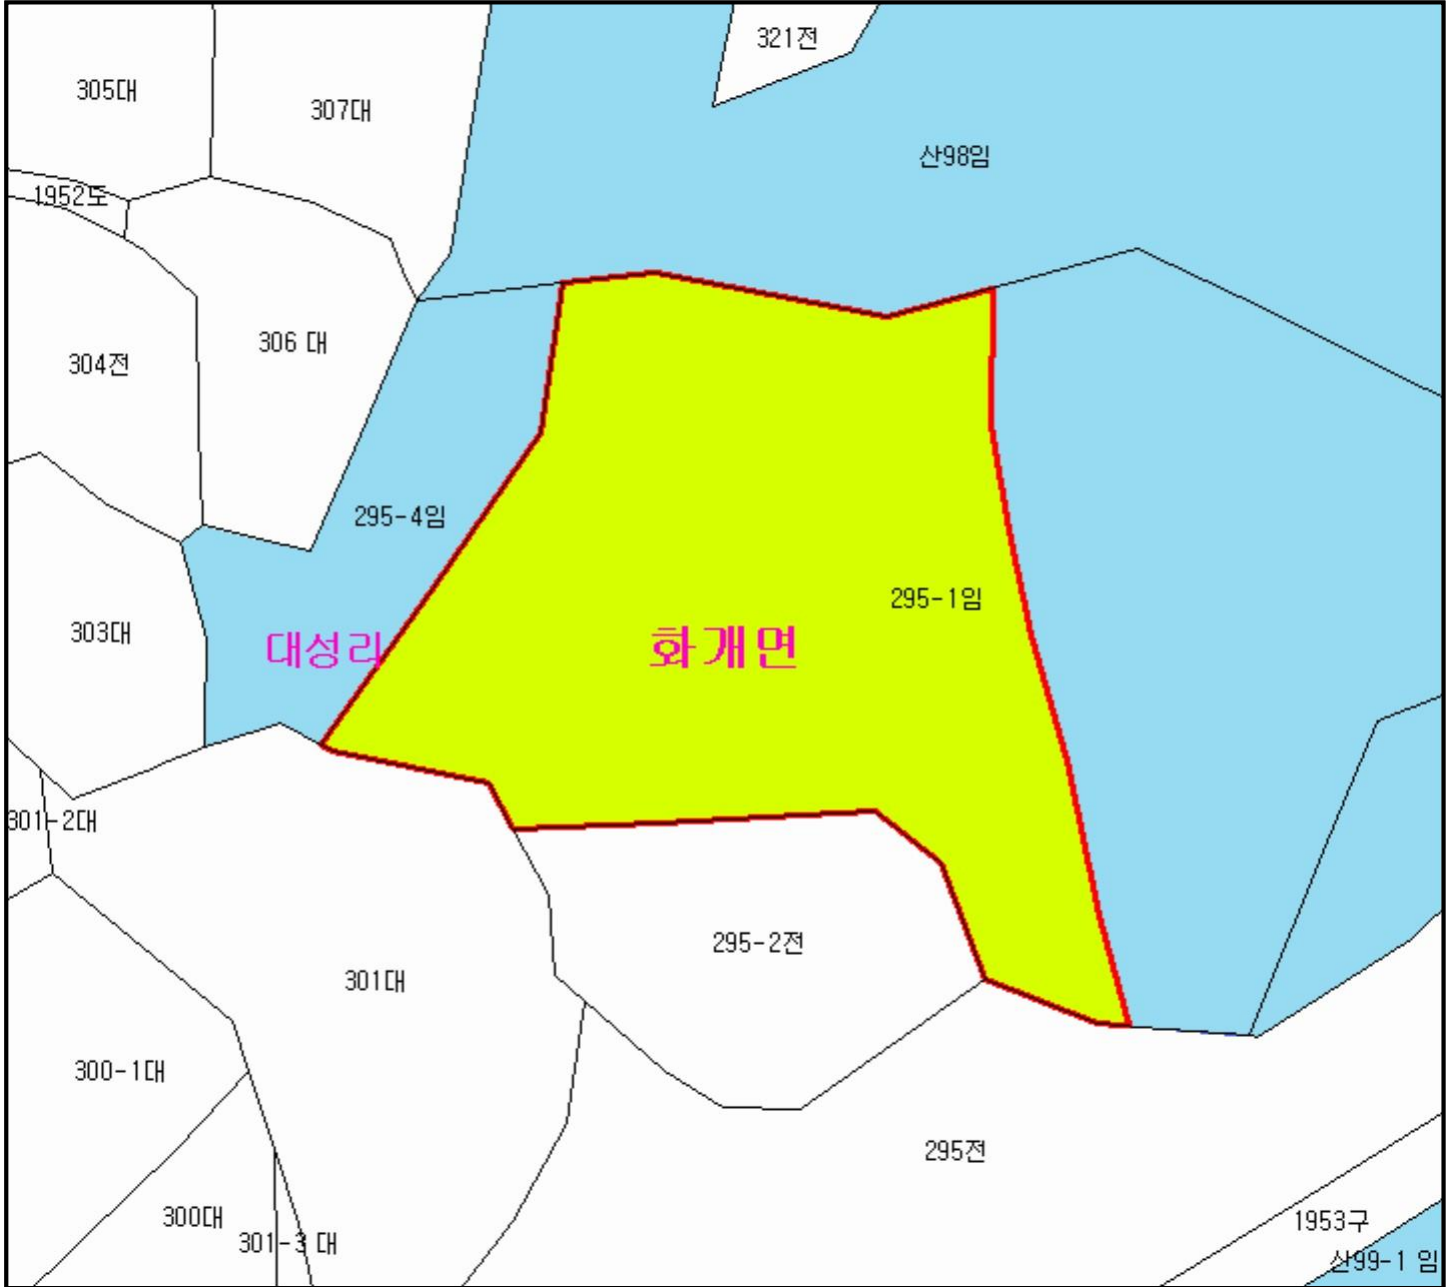 321전
305대
307대
산98임
1952도
306 대
304전
295-4임
295-1임
303대
대성리
화개면
301-2대
295-2전
301대
300-1대
295전
300대
1953구
301-3 대
산99-1 임